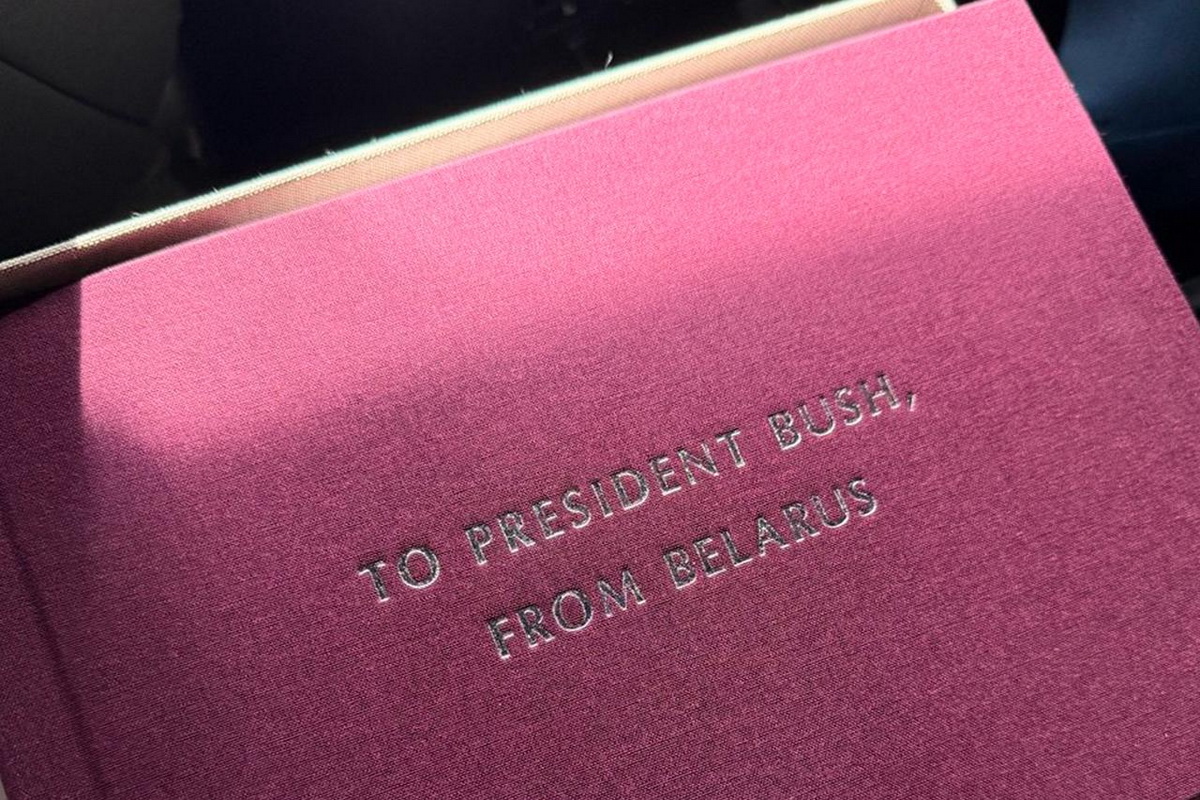 TO PRESIDENT BUSH,
FROM BELARUS